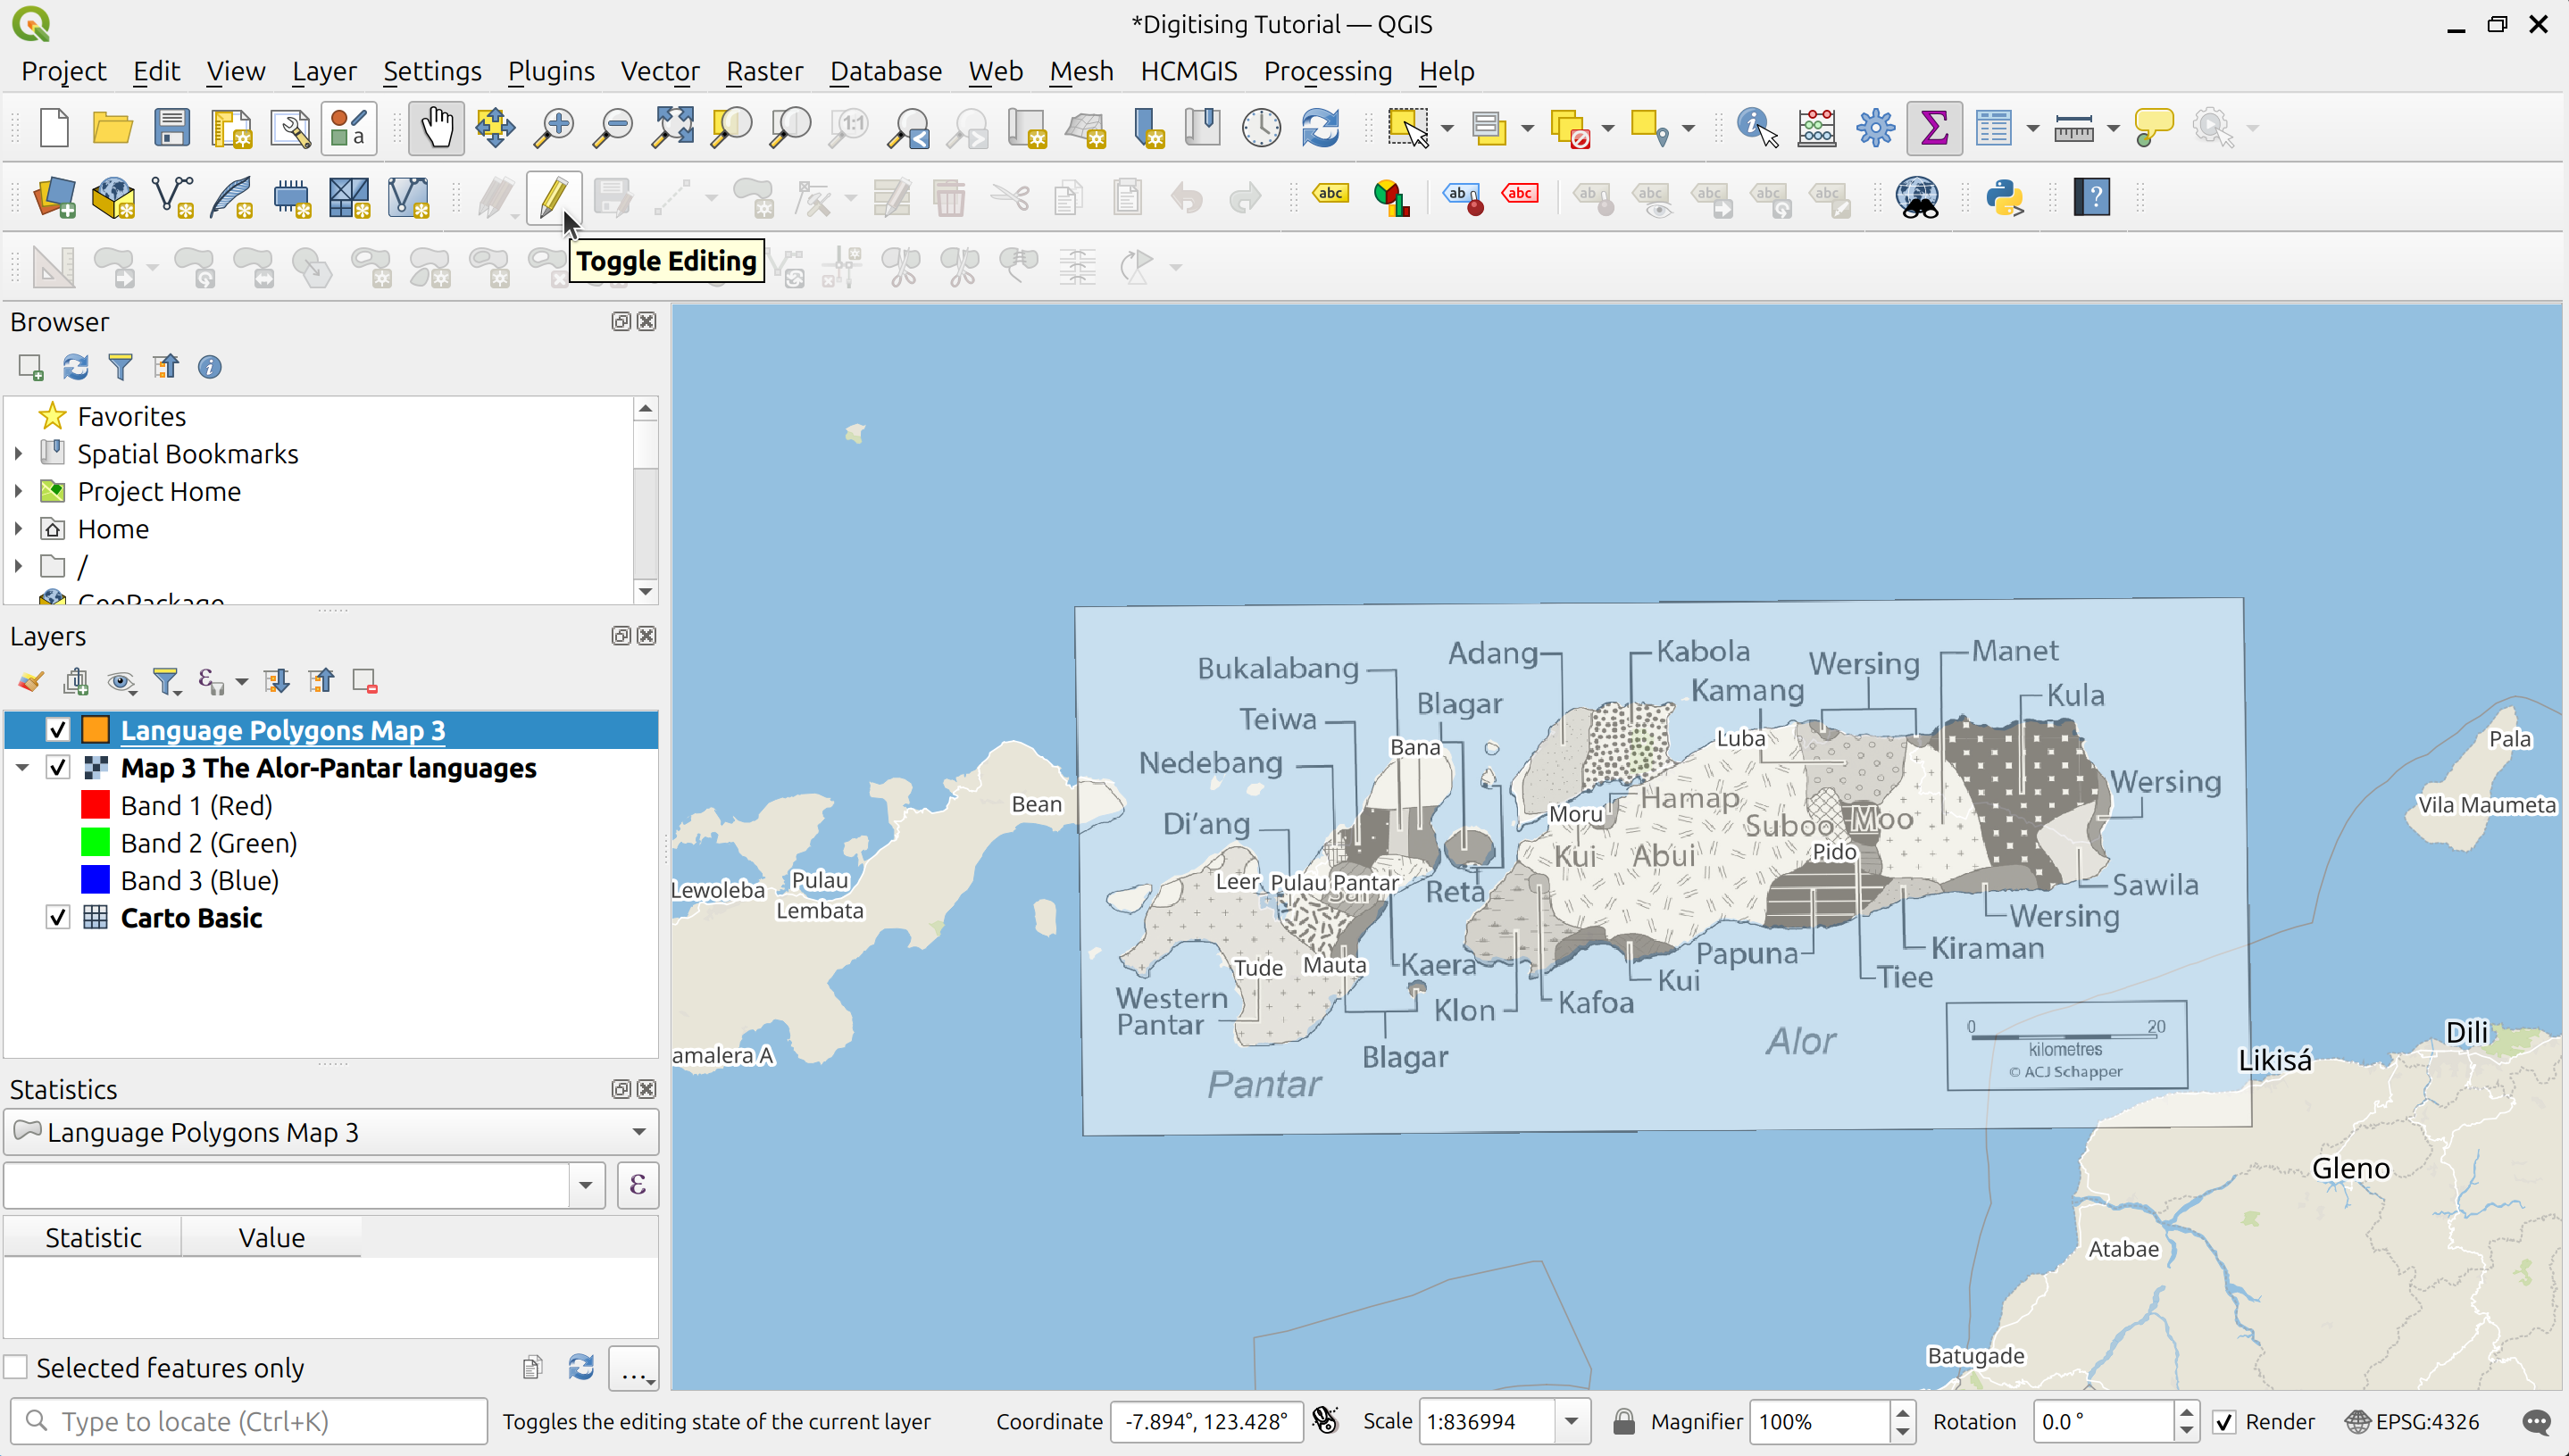 *Digitising Tutorial — QGIS
Project Edit View Layer Settings Plugins Vector Raster Database Web Mesh HCMGIS Processing Help
Toggle Editing
Browser
Favorites
Spatial Bookmarks
Project Home
Home
/
GeoPackage
Layers
Language Polygons Map 3
Map 3 The Alor-Pantar languages
Band 1 (Red)
Band 2 (Green)
Band 3 (Blue)
Carto Basic
Statistics
Language Polygons Map 3
Statistic Value
Selected features only
...
Type to locate (Ctrl+K)
Toggles the editing state of the current layer
Coordinate -7.894°, 123.428°
Scale 1:836994
Magnifier 100%
Rotation 0.0 °
Render
EPSG:4326
Bukalabang
Adang
Kabola
Wersing
Manet
Kamang
Kula
Teiwa
Blagar
Bana
Luba
Nedebang
Pala
Wersing
Bean
Moru
Hamap
Vila Maumeta
Di'ang
Suboo
Moo
Kui
Abui
Pido
Lewoleba
Pulau
Lembata
Leer
Pulau Pantar
Reta
Sawila
Wersing
Tude
Mauta
Kaera
Papuna
Kiraman
Western
Pantar
Klon
Kafoa
Kui
Tiee
Blagar
Alor
Pantar
0 20
kilometres
© ACJ Schapper
amalera A
Dili
Likisá
Gleno
Atabae
Batugade